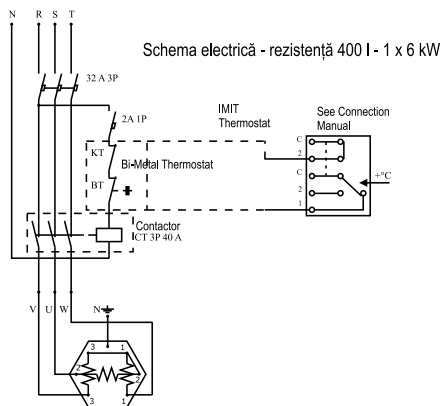 N R S T
Schema electrică - rezistență 400 l - 1 x 6 kW
32 A 3P
2A 1P
IMIT
Thermostat
See Connection
Manual
KT
Bi-Metal Thermostat
BT
C
2
C
2
1
+°C
Contactor
CT 3P 40 A
V U W N
3 1
2 2
3 1